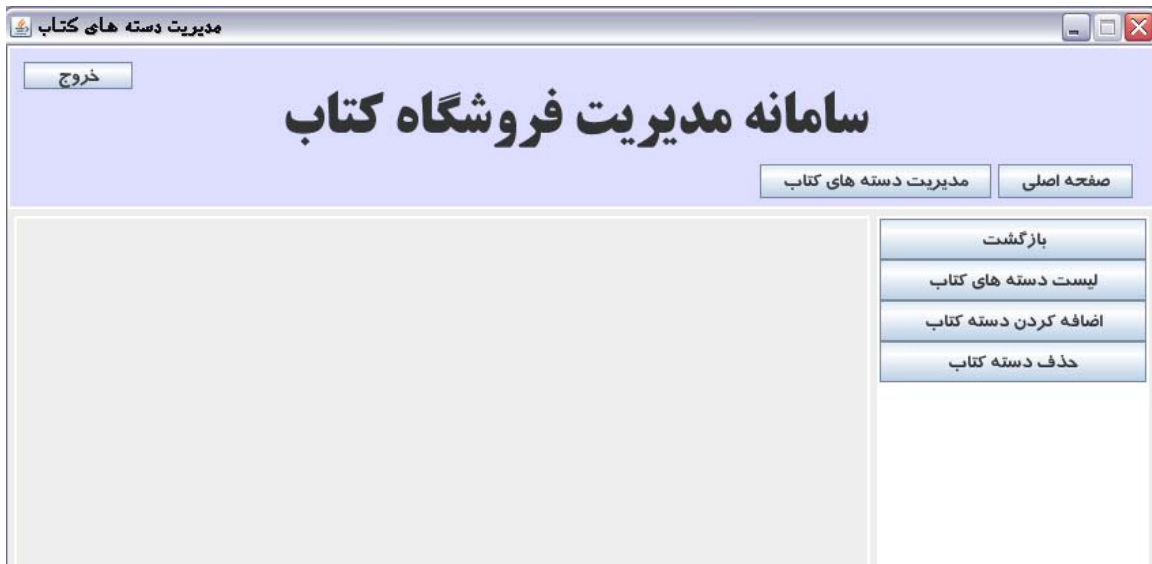 مدیریت دسته های کتاب
خروج
سامانه مدیریت فروشگاه کتاب
صفحه اصلی
مدیریت دسته های کتاب
بازگشت
لیست دسته های کتاب
اضافه کردن دسته کتاب
حذف دسته کتاب